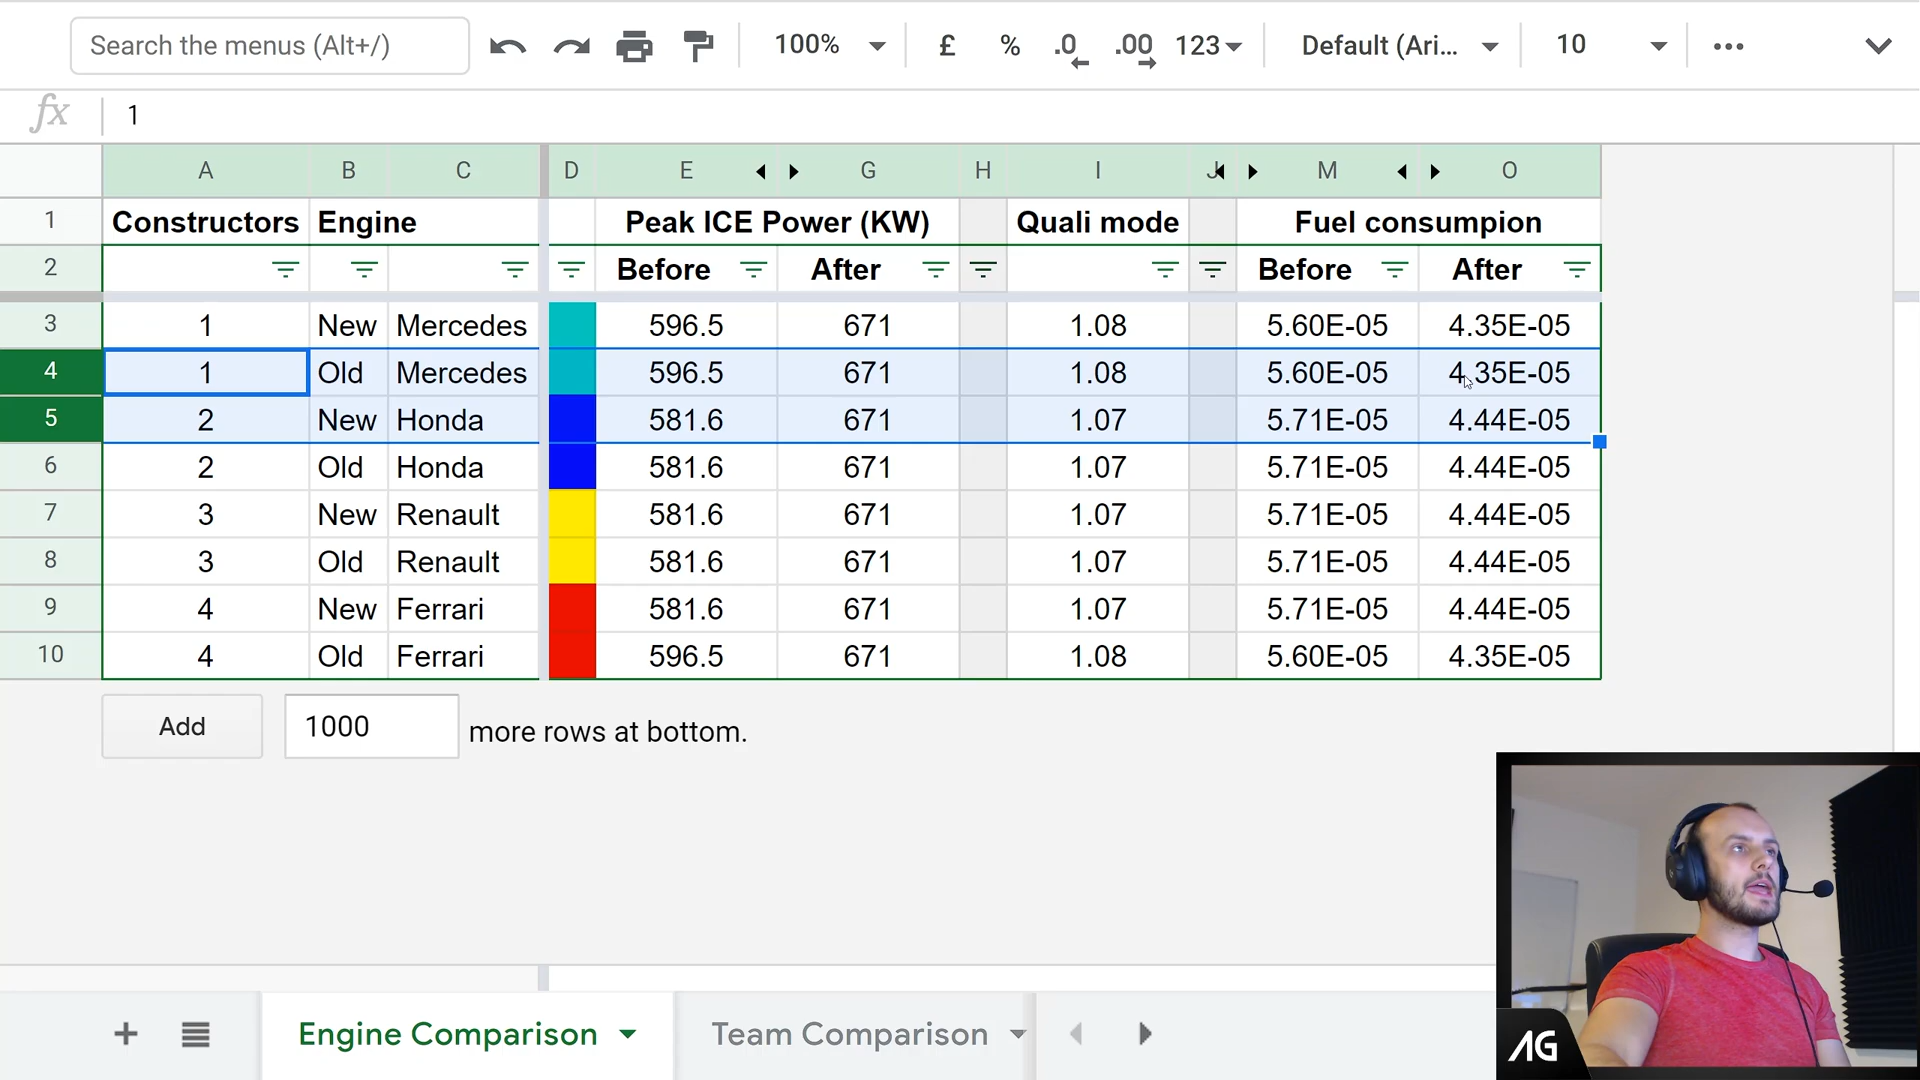 Search the menus (Alt+/) 100% £ % .0 .00 123 Default (Ari... 10 ...
fx 1
A B C D E G H I J M O
1 Constructors Engine Peak ICE Power (KW) Quali mode Fuel consumpion
2 Before After Before After
3 1 New Mercedes 596.5 671 1.08 5.60E-05 4.35E-05
4 1 Old Mercedes 596.5 671 1.08 5.60E-05 4.35E-05
5 2 New Honda 581.6 671 1.07 5.71E-05 4.44E-05
6 2 Old Honda 581.6 671 1.07 5.71E-05 4.44E-05
7 3 New Renault 581.6 671 1.07 5.71E-05 4.44E-05
8 3 Old Renault 581.6 671 1.07 5.71E-05 4.44E-05
9 4 New Ferrari 581.6 671 1.07 5.71E-05 4.44E-05
10 4 Old Ferrari 596.5 671 1.08 5.60E-05 4.35E-05
Add 1000 more rows at bottom.
Engine Comparison Team Comparison
AG